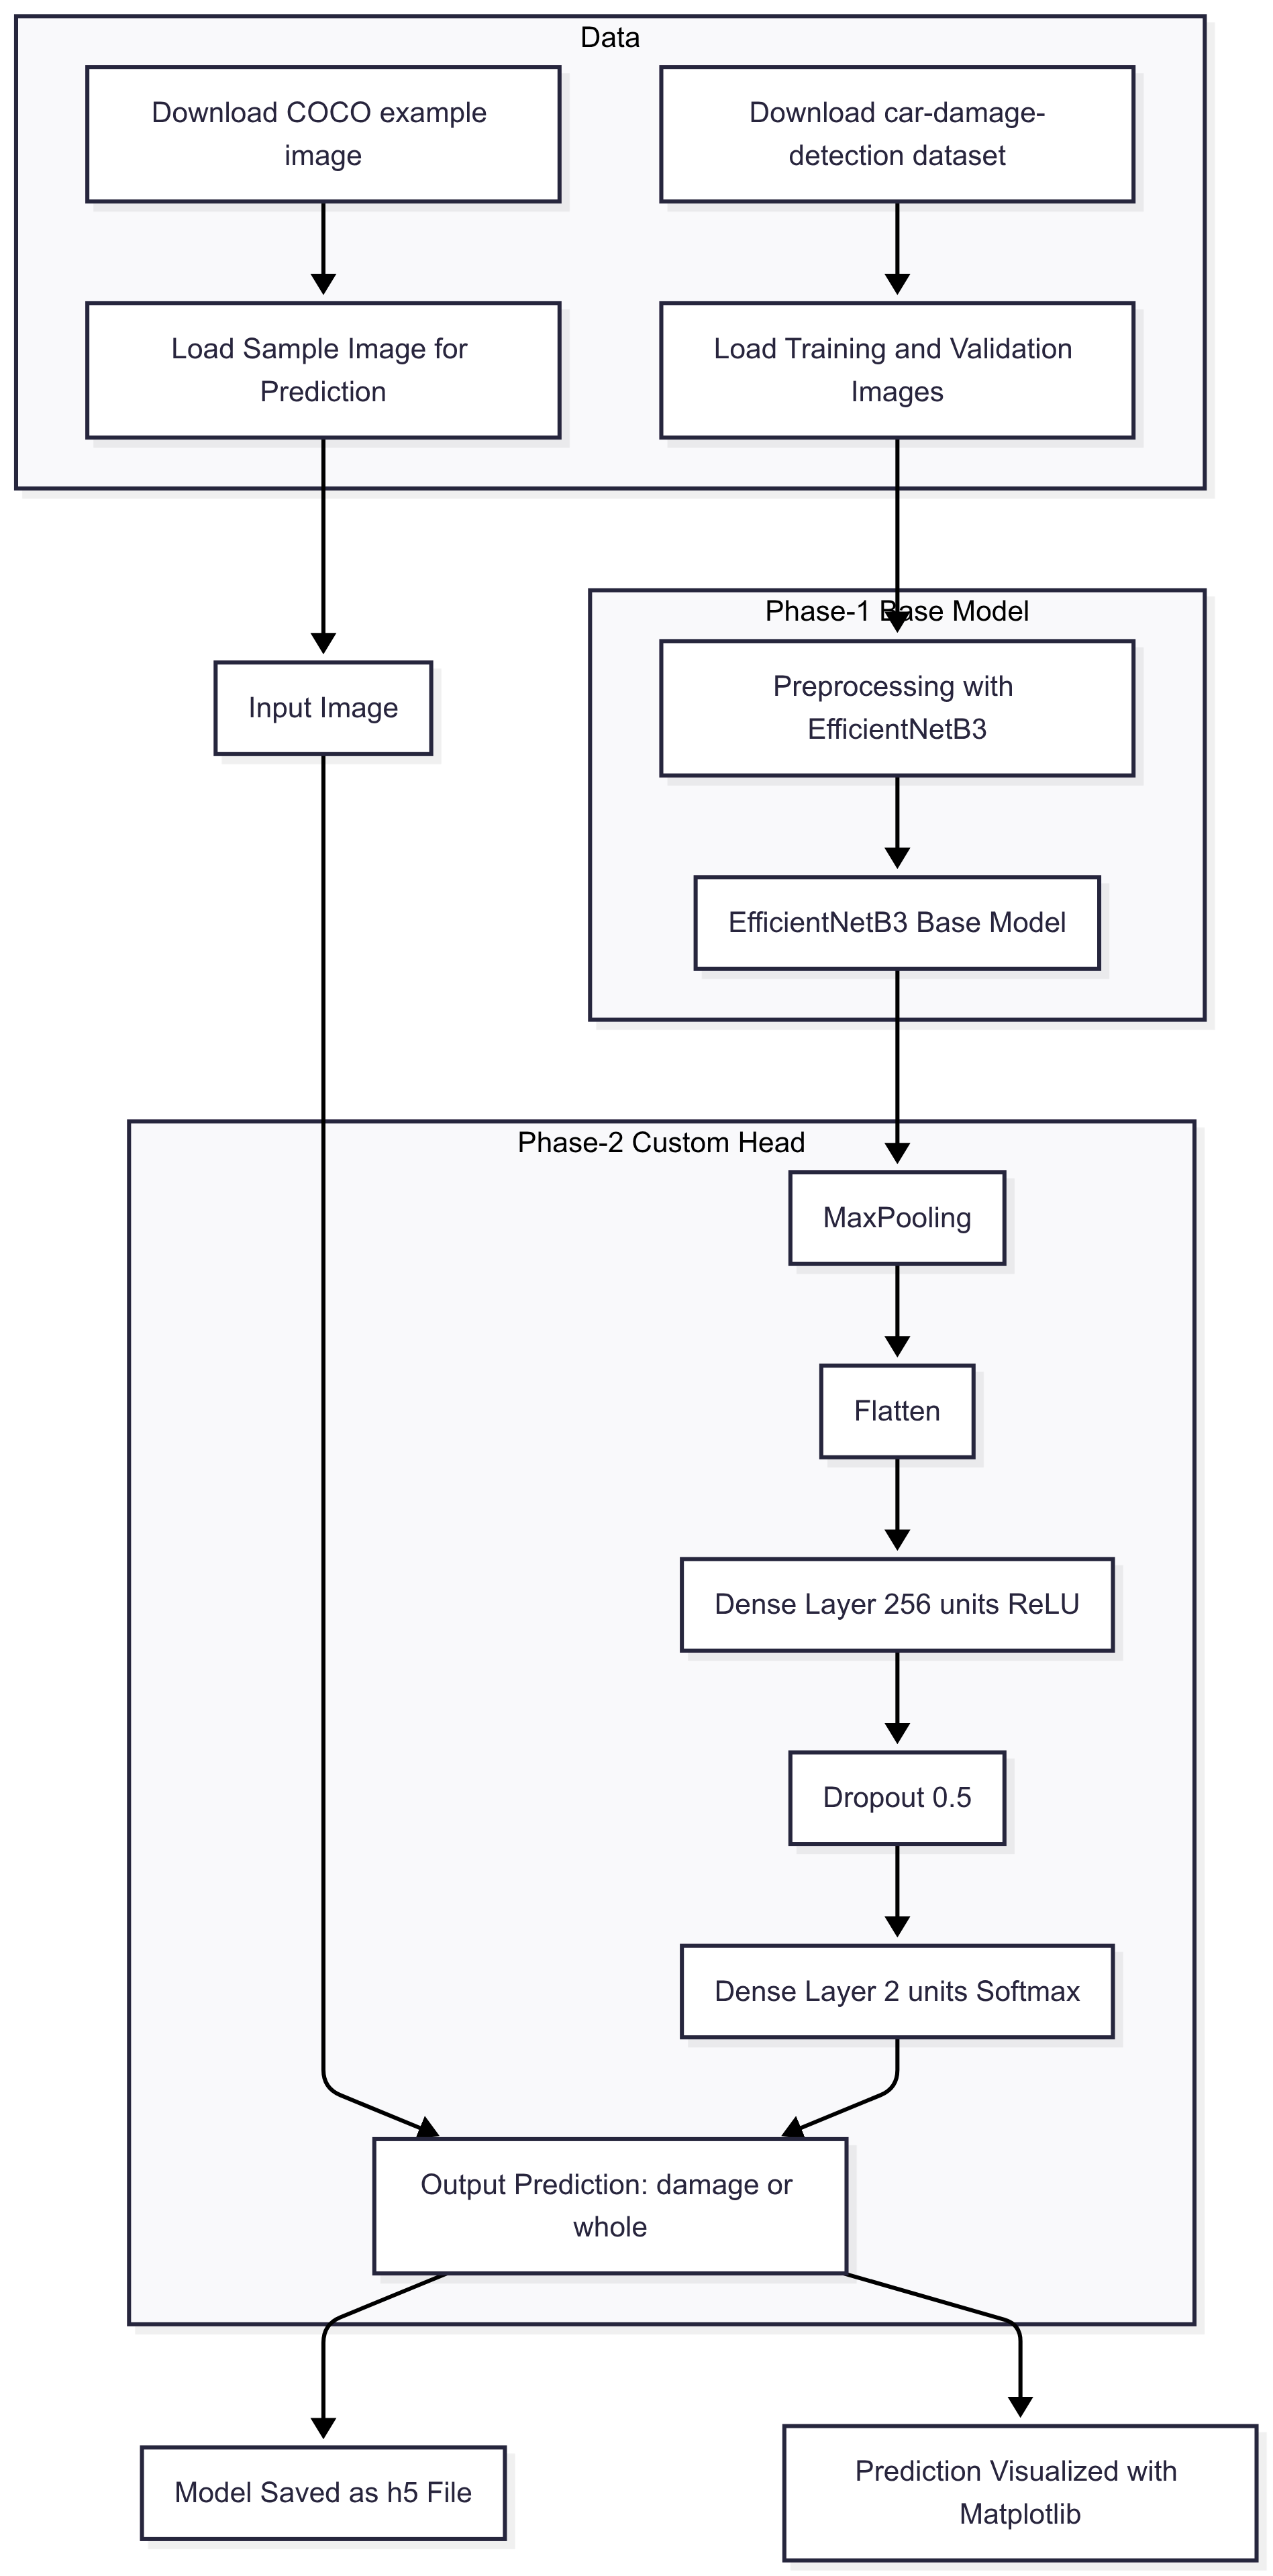 Data
Download COCO example
image
Download car-damage-
detection dataset
Load Sample Image for
Prediction
Load Training and Validation
Images
Phase-1 Base Model
Input Image
Preprocessing with
EfficientNetB3
EfficientNetB3 Base Model
Phase-2 Custom Head
MaxPooling
Flatten
Dense Layer 256 units ReLU
Dropout 0.5
Dense Layer 2 units Softmax
Output Prediction: damage or
whole
Model Saved as h5 File
Prediction Visualized with
Matplotlib